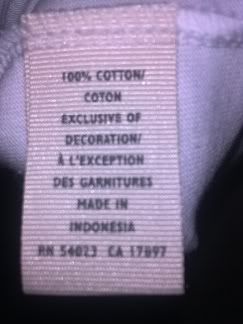 100% COTTON/
COTON
EXCLUSIVE OF
DECORATION/
À L'EXCEPTION
DES GARNITURES
MADE IN
INDONESIA
RN 54023 CA 17897